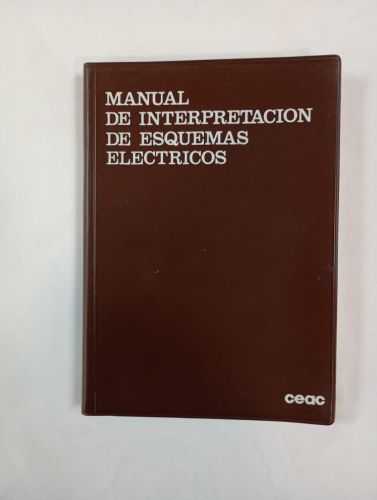 MANUAL
DE INTERPRETACION
DE ESQUEMAS
ELECTRICOS
ceac